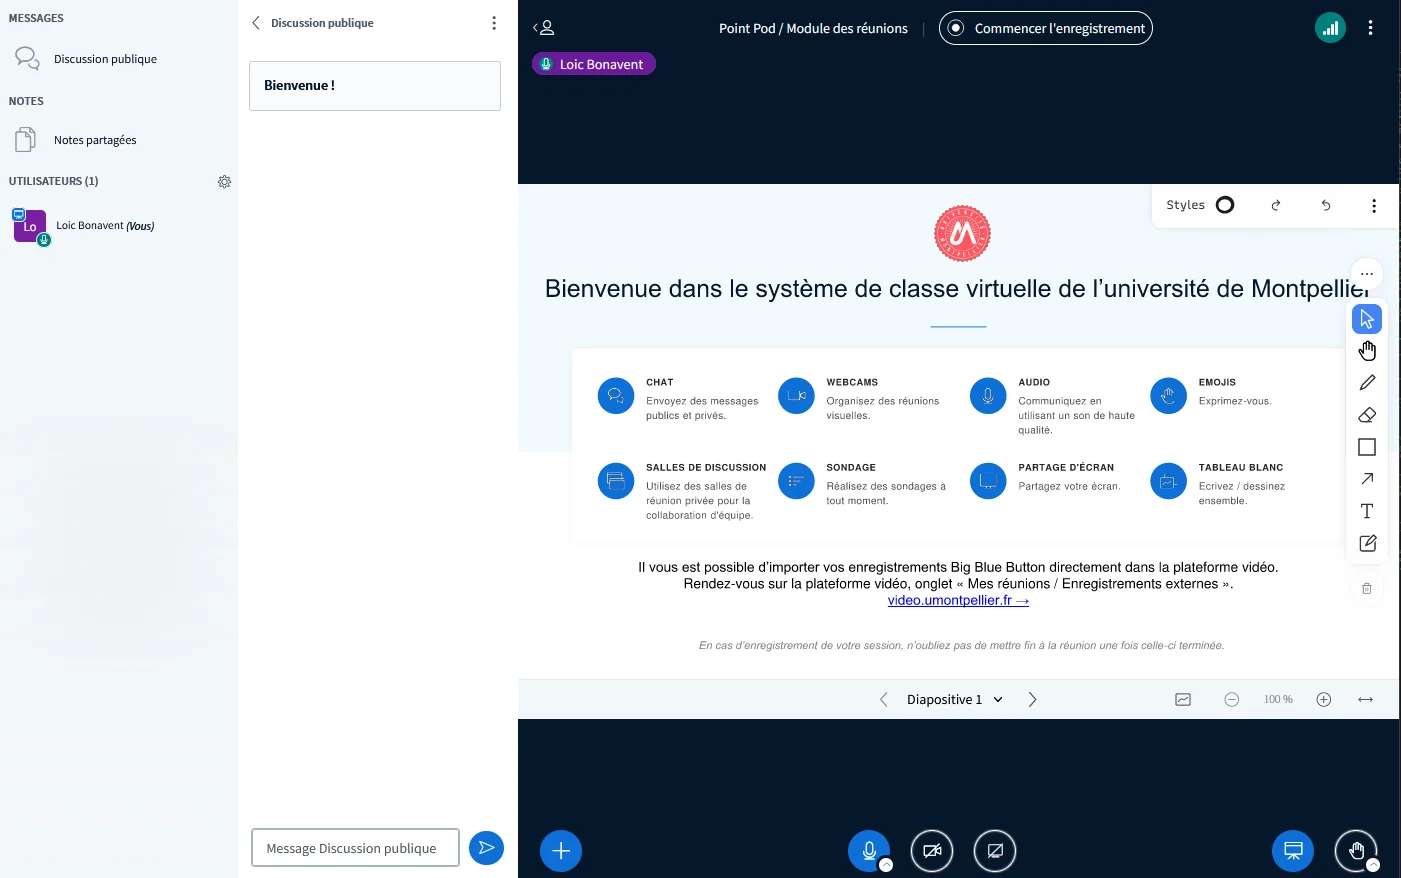 MESSAGES
Discussion publique
NOTES
Notes partagées
UTILISATEURS (1)
Lo
Loic Bonavent (Vous)
Discussion publique
Bienvenue !
Message Discussion publique
Point Pod / Module des réunions
Commencer l'enregistrement
Loic Bonavent
Styles
UNIVERSITÉ
MONTPELLIER
Bienvenue dans le système de classe virtuelle de l’université de Montpellier
CHAT
Envoyez des messages
publics et privés.
WEBCAMS
Organisez des réunions
visuelles.
AUDIO
Communiquez en
utilisant un son de haute
qualité.
EMOJIS
Exprimez-vous.
SALLES DE DISCUSSION
Utilisez des salles de
réunion privée pour la
collaboration d'équipe.
SONDAGE
Réalisez des sondages à
tout moment.
PARTAGE D'ÉCRAN
Partagez votre écran.
TABLEAU BLANC
Ecrivez / dessinez
ensemble.
Il vous est possible d’importer vos enregistrements Big Blue Button directement dans la plateforme vidéo.
Rendez-vous sur la plateforme vidéo, onglet « Mes réunions / Enregistrements externes ».
video.umontpellier.fr →
En cas d’enregistrement de votre session, n’oubliez pas de mettre fin à la réunion une fois celle-ci terminée.
Diapositive 1
100 %